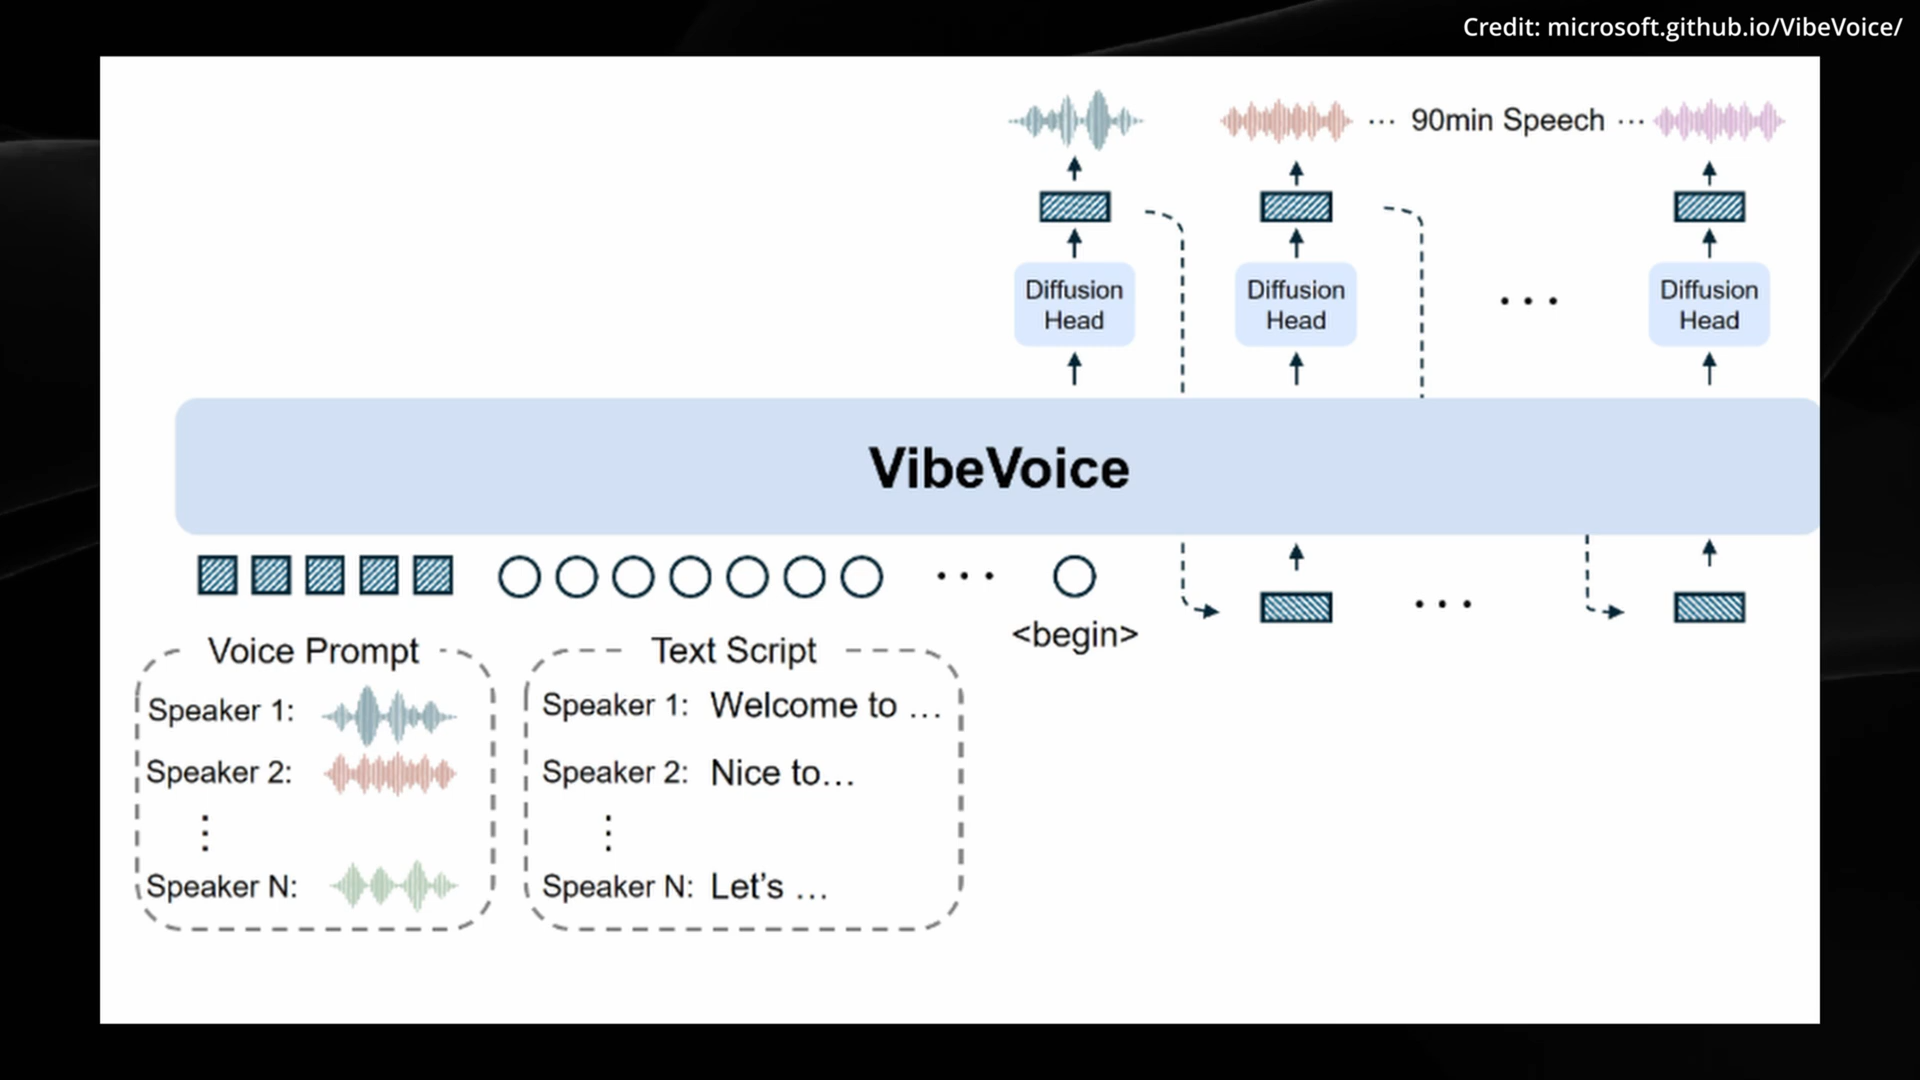 Credit: microsoft.github.io/VibeVoice/
··· 90min Speech ···
Diffusion
Head
Diffusion
Head
···
Diffusion
Head
VibeVoice
···
<begin>
···
Voice Prompt
Speaker 1:
Speaker 2:
⋮
Speaker N:
Text Script
Speaker 1: Welcome to …
Speaker 2: Nice to…
⋮
Speaker N: Let’s …